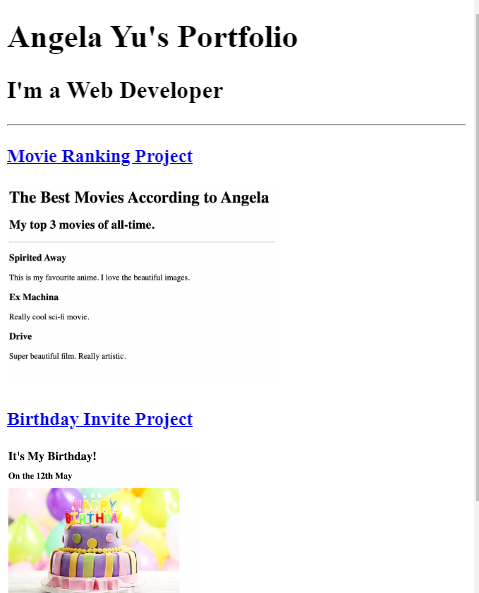 Angela Yu's Portfolio
I'm a Web Developer
Movie Ranking Project
The Best Movies According to Angela
My top 3 movies of all-time.
Spirited Away
This is my favourite anime. I love the beautiful images.
Ex Machina
Really cool sci-fi movie.
Drive
Super beautiful film. Really artistic.
Birthday Invite Project
It's My Birthday!
On the 12th May
HAPPY
BIRTHDAY